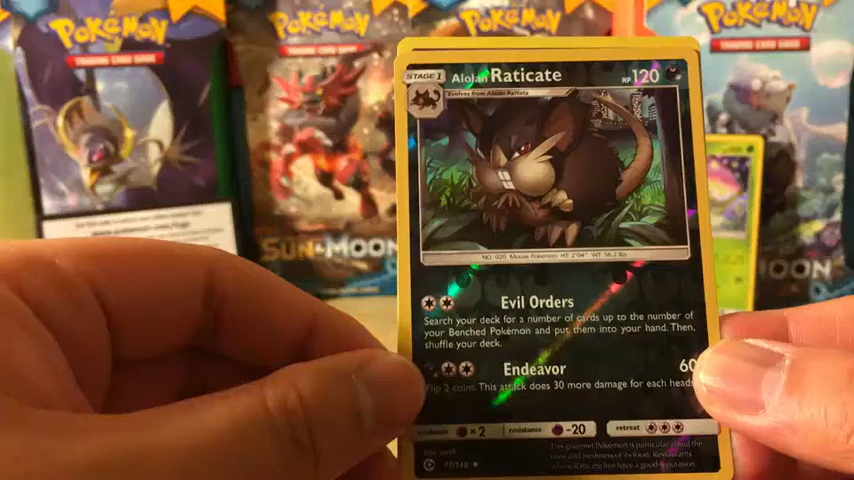 Pokémon
TRADING CARD GAME
Pokémon
TRADING CARD GAME
Pokémon
Pokémon
TRADING CARD GAME
SUN & MOON
MOON
STAGE 1
Alolan Raticate
HP 120
Evolves from Alolan Rattata
NO. 020 Mouse Pokémon HT: 2'04" WT: 56.2 lbs
Evil Orders
Search your deck for a number of cards up to the number of
your Benched Pokémon and put them into your hand. Then,
shuffle your deck.
Endeavor 60
Flip 2 coins. This attack does 30 more damage for each heads
weakness ×2 resistance -20 retreat
This gourmet Pokémon is particular about the
taste and freshness of its food. Restaurants
where Raticate live have a good reputation.
77/149